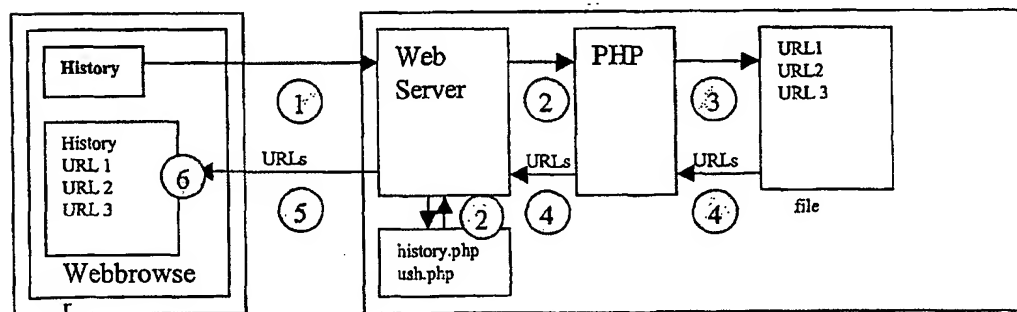 History
History
URL 1
URL 2
URL 3
Webbrowse
r
1
URLs
6
5
Web
Server
2
history.php
ush.php
2
URLs
4
PHP
3
URLs
4
URL1
URL2
URL 3
file